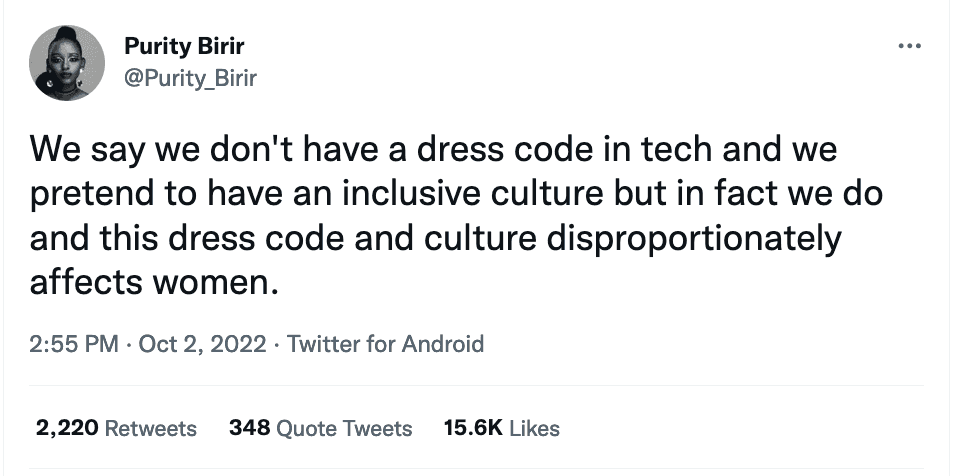 Purity Birir
@Purity_Birir
We say we don't have a dress code in tech and we
pretend to have an inclusive culture but in fact we do
and this dress code and culture disproportionately
affects women.
2:55 PM · Oct 2, 2022 · Twitter for Android
2,220 Retweets 348 Quote Tweets 15.6K Likes